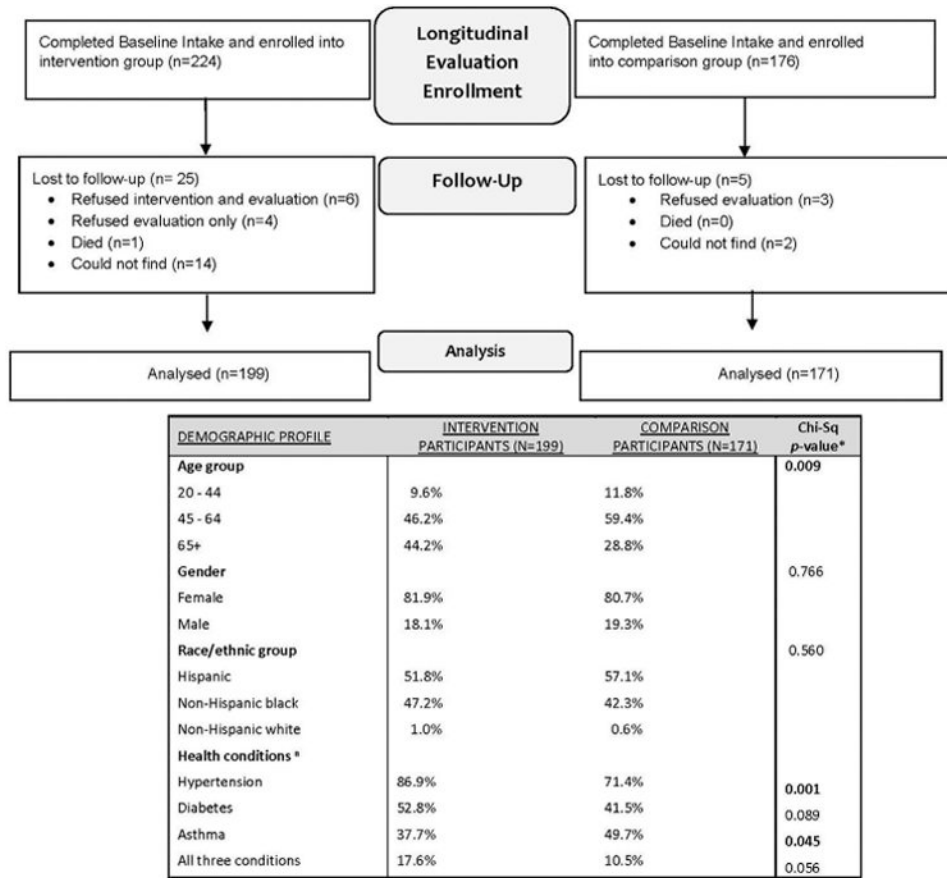 Completed Baseline Intake and enrolled into
intervention group (n=224)
Longitudinal
Evaluation
Enrollment
Completed Baseline Intake and enrolled
into comparison group (n=176)
Lost to follow-up (n= 25)
• Refused intervention and evaluation (n=6)
• Refused evaluation only (n=4)
• Died (n=1)
• Could not find (n=14)
Follow-Up
Lost to follow-up (n=5)
• Refused evaluation (n=3)
• Died (n=0)
• Could not find (n=2)
Analysed (n=199)
Analysis
Analysed (n=171)
DEMOGRAPHIC PROFILE INTERVENTION PARTICIPANTS (N=199) COMPARISON PARTICIPANTS (N=171) Chi-Sq p-value*
Age group 0.009
20 - 44 9.6% 11.8%
45 - 64 46.2% 59.4%
65+ 44.2% 28.8%
Gender 0.766
Female 81.9% 80.7%
Male 18.1% 19.3%
Race/ethnic group 0.560
Hispanic 51.8% 57.1%
Non-Hispanic black 47.2% 42.3%
Non-Hispanic white 1.0% 0.6%
Health conditions
Hypertension 86.9% 71.4% 0.001
Diabetes 52.8% 41.5% 0.089
Asthma 37.7% 49.7% 0.045
All three conditions 17.6% 10.5% 0.056